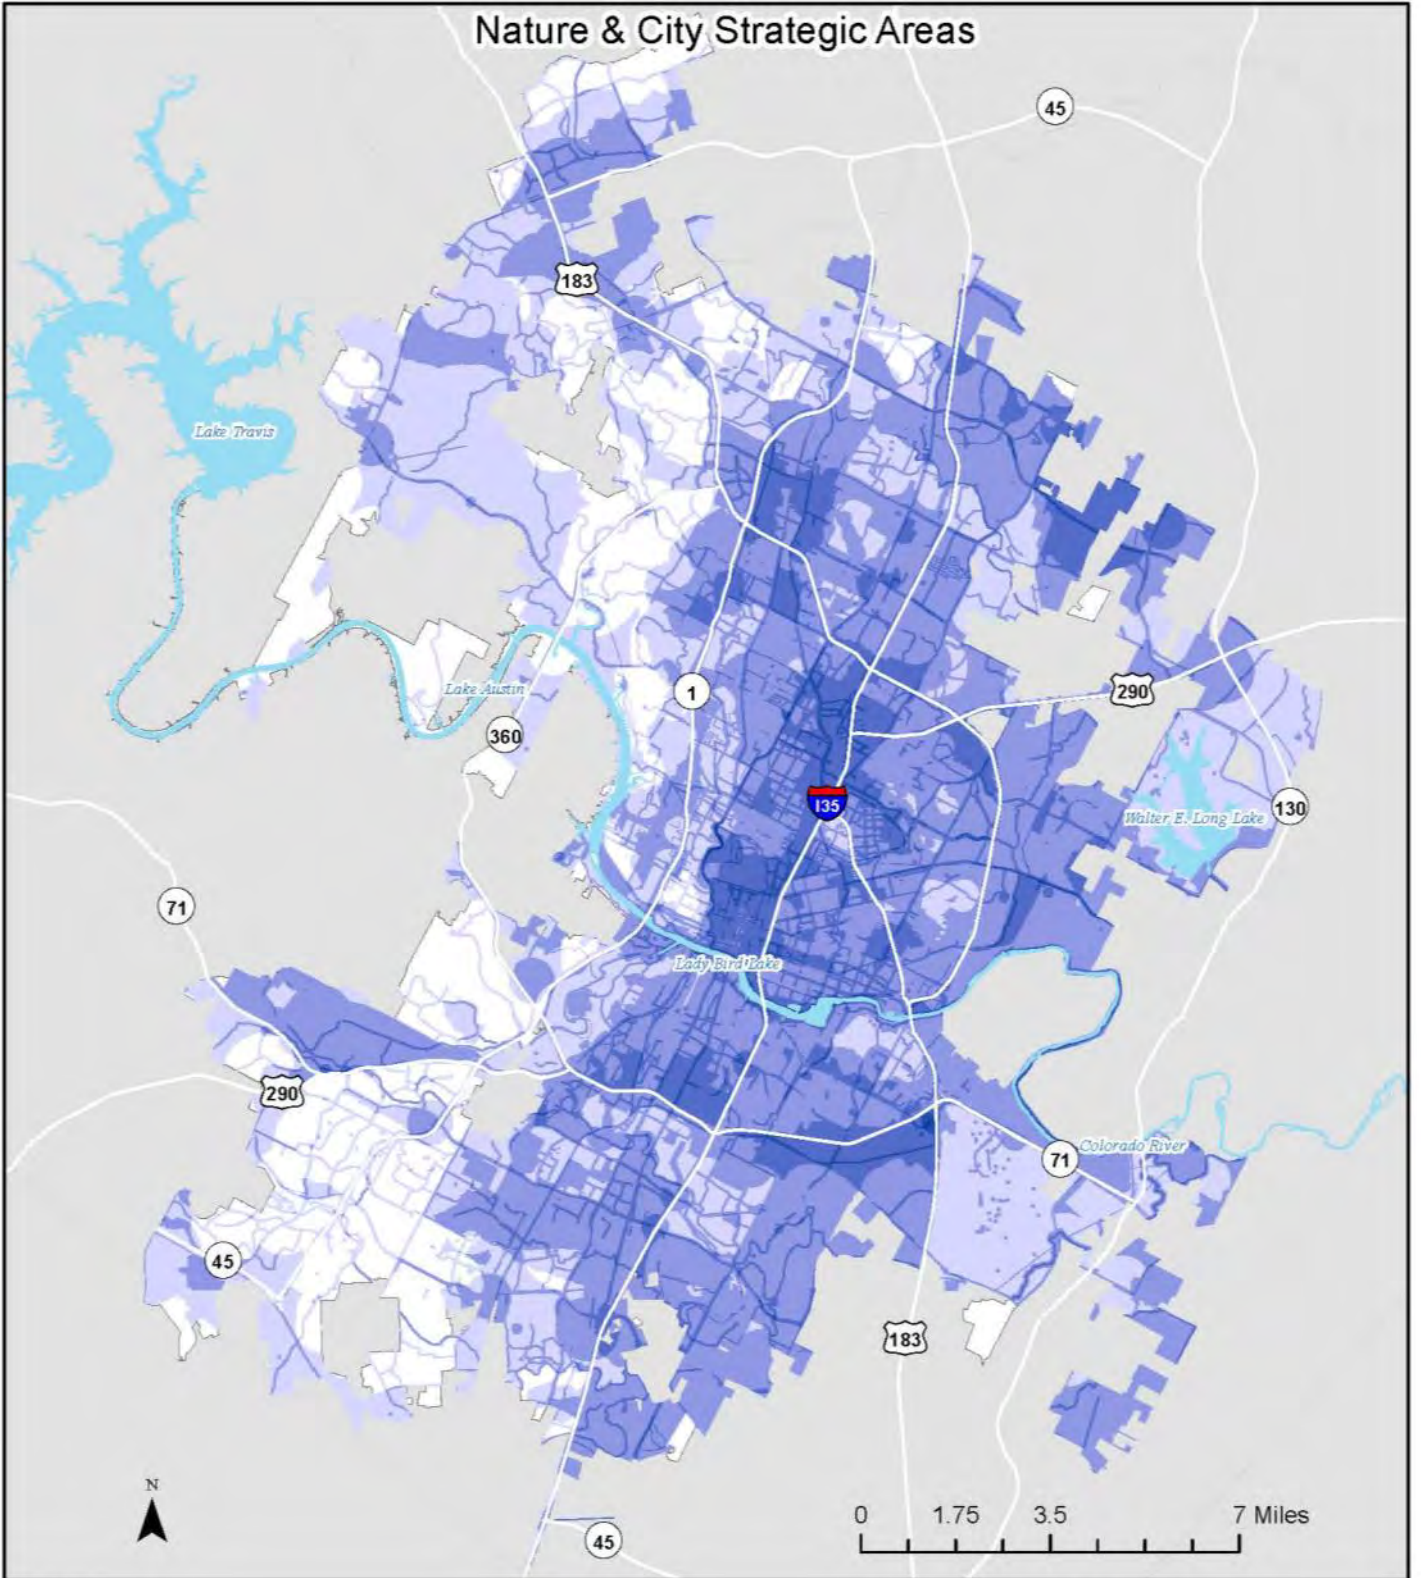 Nature & City Strategic Areas
45
183
Lake Travis
Lake Austin
1
290
360
I35
Walter E. Long Lake
130
71
Lady Bird Lake
290
71
Colorado River
45
183
N
0 1.75 3.5 7 Miles
45